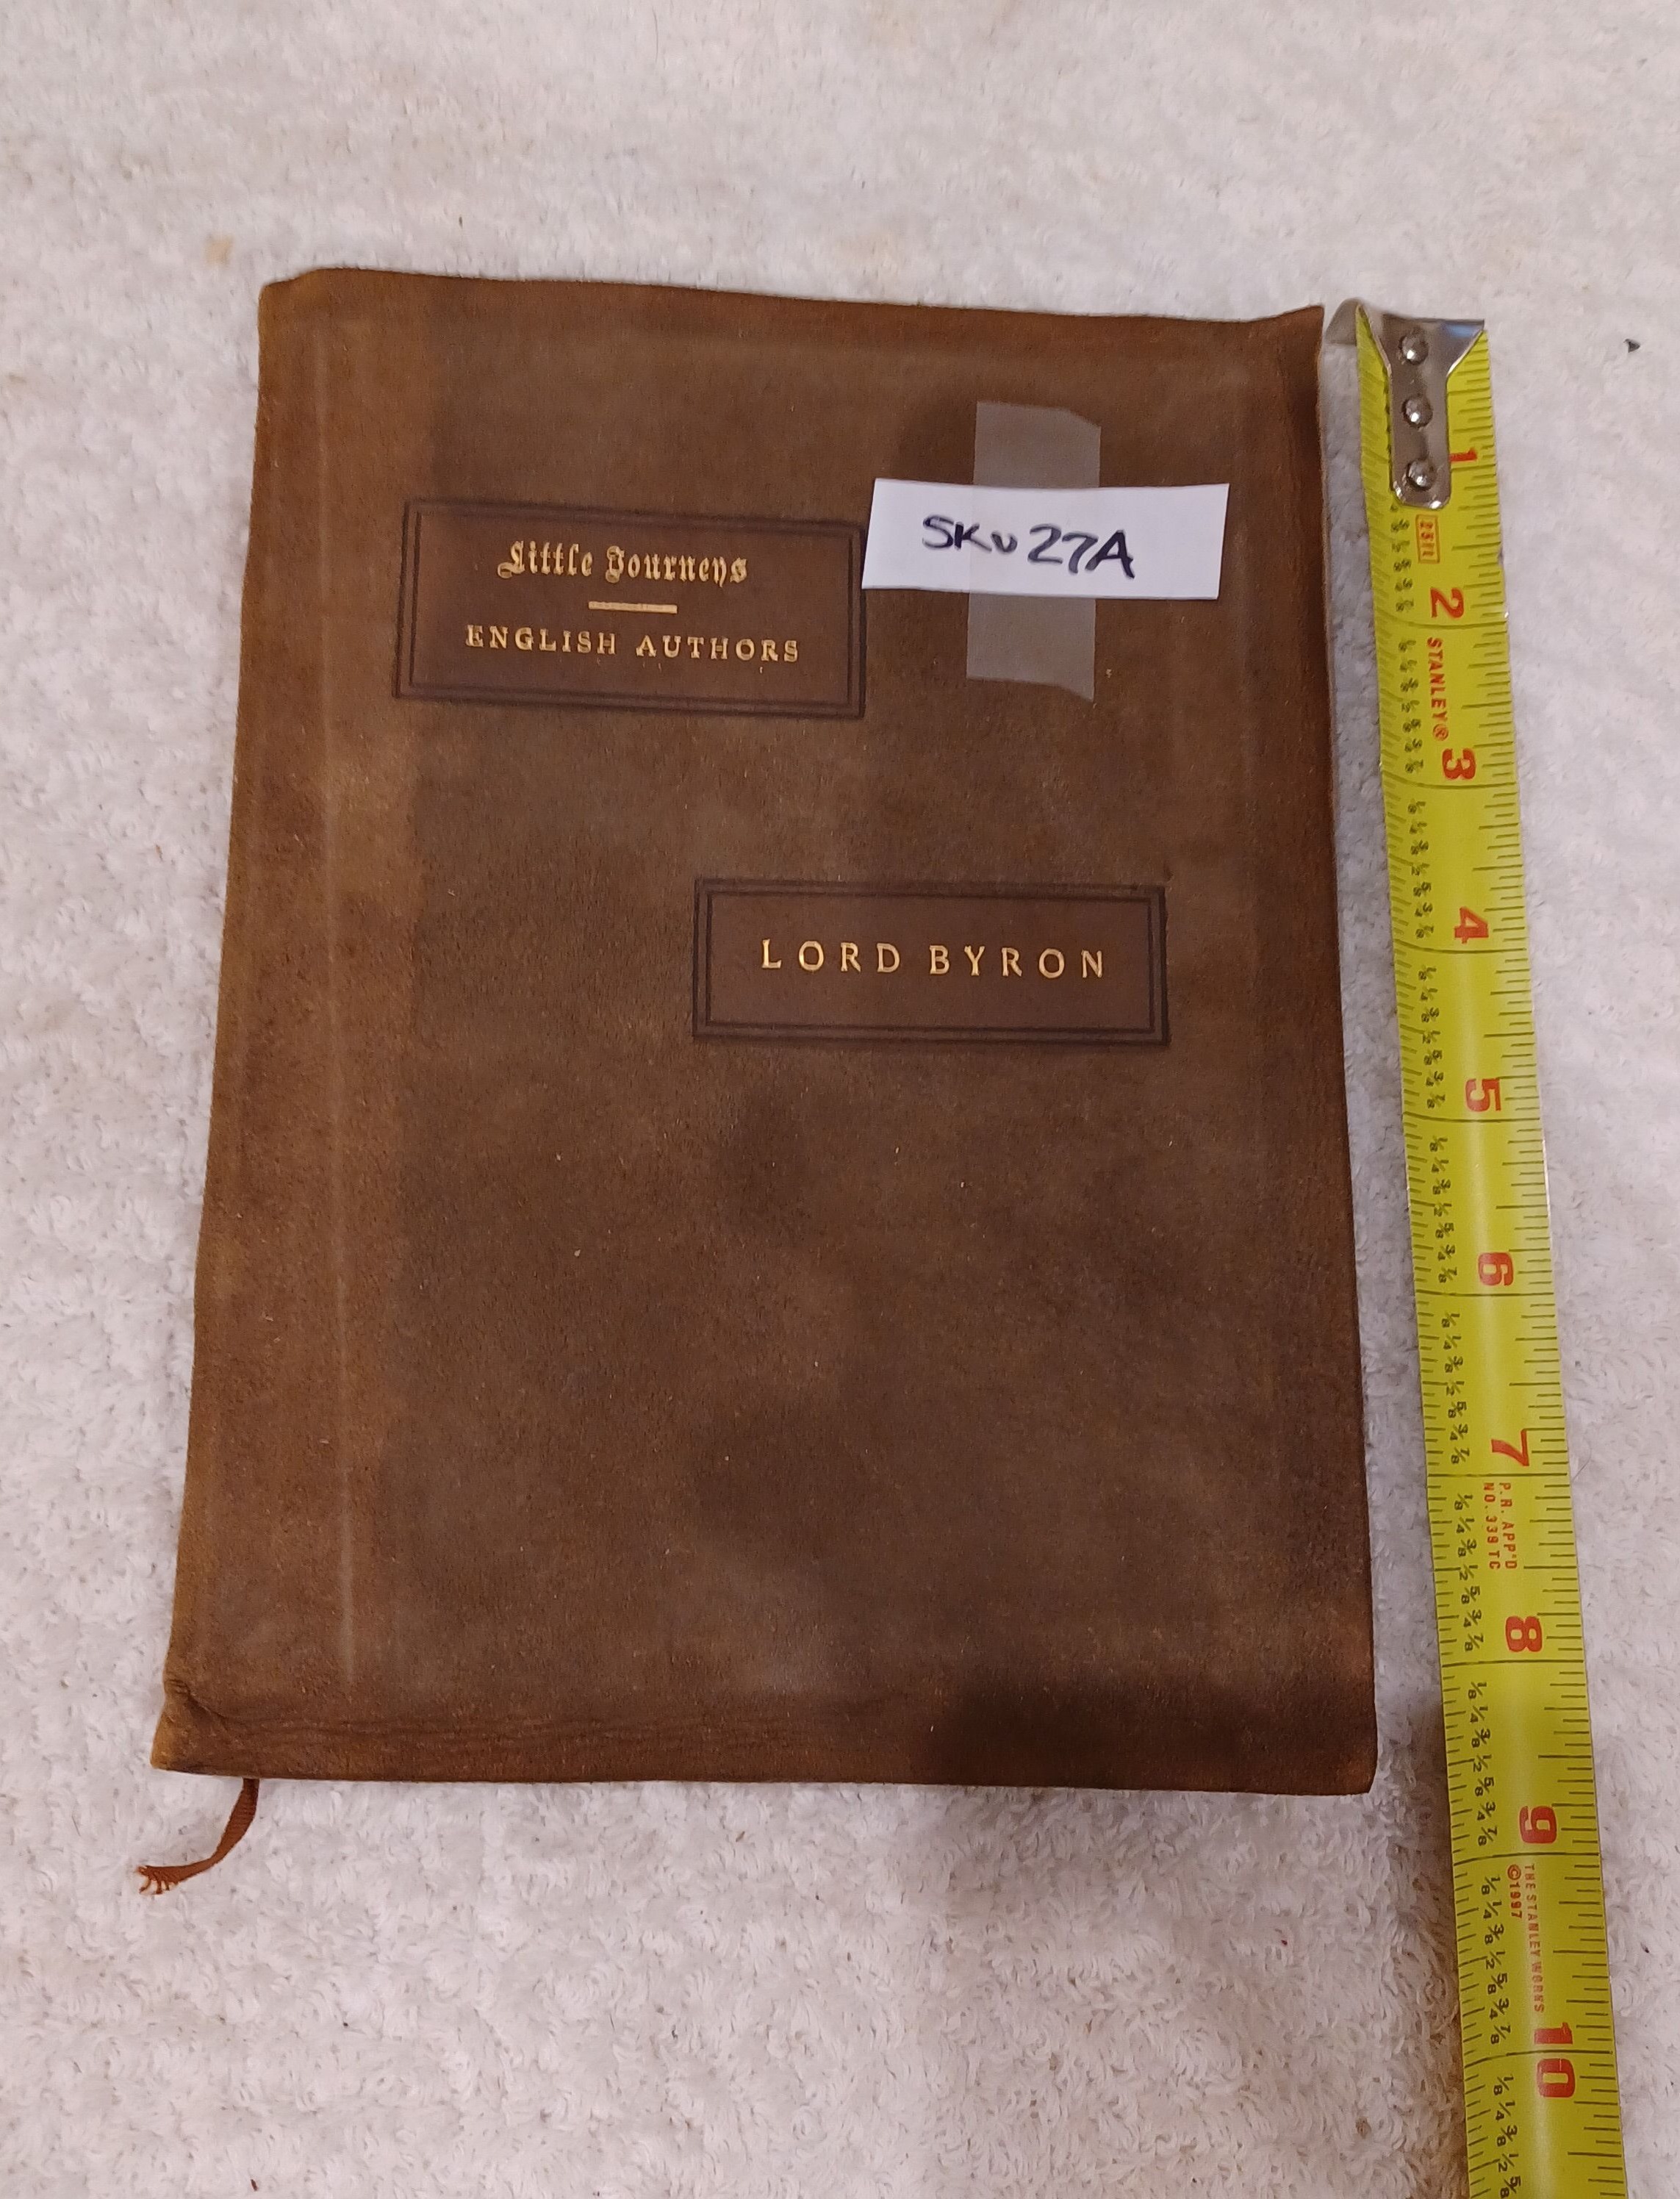 Little Journeys
ENGLISH AUTHORS
SKU 27A
LORD BYRON
1
25ft
2
STANLEY®
3
4
5
6
7
P.R. APP'D
NO. 339 TC
8
9
THE STANLEY WORKS
©1997
10